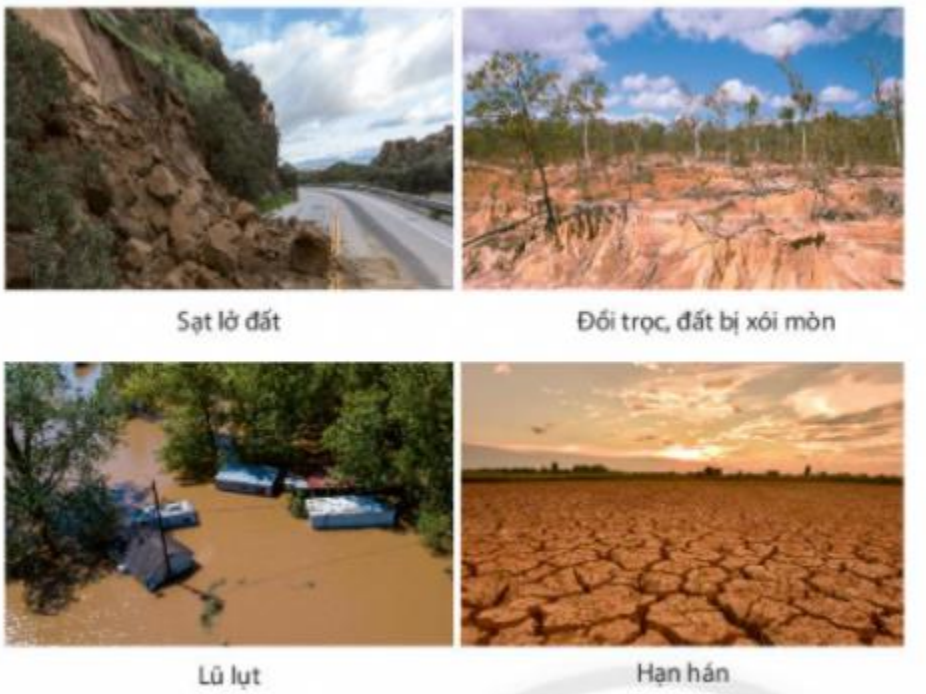 Sạt lở đất
Đồi trọc, đất bị xói mòn
Lũ lụt
Hạn hán